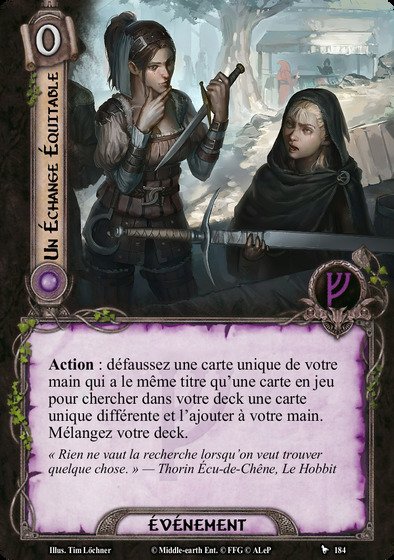 0
Un Échange Équitable
Action : défaussez une carte unique de votre
main qui a le même titre qu'une carte en jeu
pour chercher dans votre deck une carte
unique différente et l'ajouter à votre main.
Mélangez votre deck.
« Rien ne vaut la recherche lorsqu'on veut trouver
quelque chose. » — Thorin Écu-de-Chêne, Le Hobbit
ÉVÉNEMENT
Illus. Tim Löchner © Middle-earth Ent. © FFG © ALeP 184